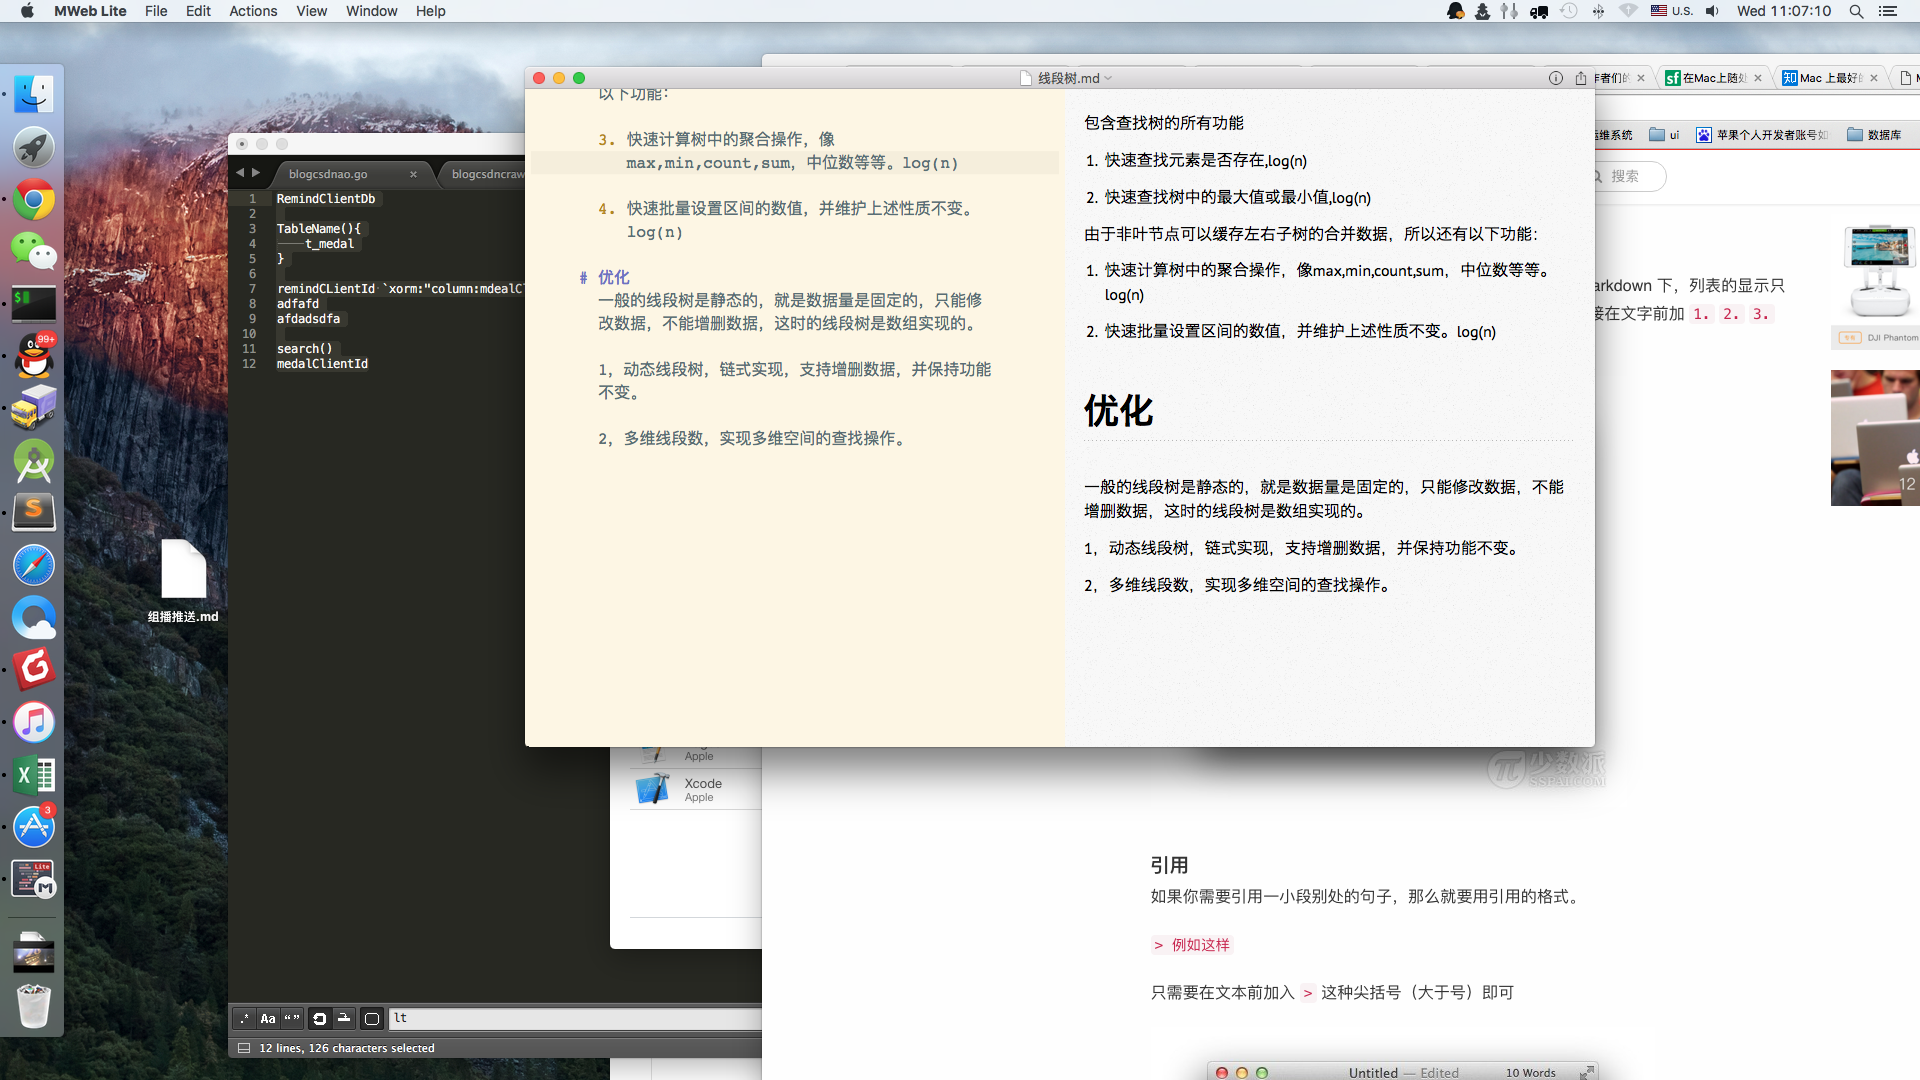 MWeb Lite File Edit Actions View Window Help
U.S. Wed 11:07:10
线段树.md
以下功能:
3. 快速计算树中的聚合操作，像
max,min,count,sum，中位数等等。log(n)
4. 快速批量设置区间的数值，并维护上述性质不变。
log(n)
# 优化
一般的线段树是静态的，就是数据量是固定的，只能修
改数据，不能增删数据，这时的线段树是数组实现的。
1，动态线段树，链式实现，支持增删数据，并保持功能
不变。
2，多维线段数，实现多维空间的查找操作。
包含查找树的所有功能
1. 快速查找元素是否存在,log(n)
2. 快速查找树中的最大值或最小值,log(n)
由于非叶节点可以缓存左右子树的合并数据，所以还有以下功能：
1. 快速计算树中的聚合操作，像max,min,count,sum，中位数等等。
log(n)
2. 快速批量设置区间的数值，并维护上述性质不变。log(n)
优化
一般的线段树是静态的，就是数据量是固定的，只能修改数据，不能
增删数据，这时的线段树是数组实现的。
1，动态线段树，链式实现，支持增删数据，并保持功能不变。
2，多维线段数，实现多维空间的查找操作。
blogcsdnao.go
blogcsdncraw
1 RemindClientDb
2
3 TableName(){
4 t_medal
5 }
6
7 remindCLientId `xorm:"column:mdealC
8 adfafd
9 afdadsdfa
10
11 search()
12 medalClientId
lt
12 lines, 126 characters selected
组播推送.md
99+
3
Lite
Apple
Xcode
Apple
作者们的
在Mac上随处
Mac 上最好的
运维系统
ui
苹果个人开发者账号如
数据库
搜索
arkdown 下，列表的显示只
接在文字前加 1. 2. 3.
DJI Phantom
12
少数派
SSPAI.COM
引用
如果你需要引用一小段别处的句子，那么就要用引用的格式。
> 例如这样
只需要在文本前加入 > 这种尖括号（大于号）即可
Untitled — Edited
10 Words